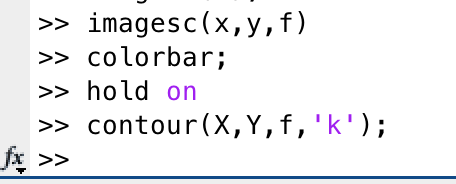 >> imagesc(x,y,f)
>> colorbar;
>> hold on
>> contour(X,Y,f,'k');
fx >>